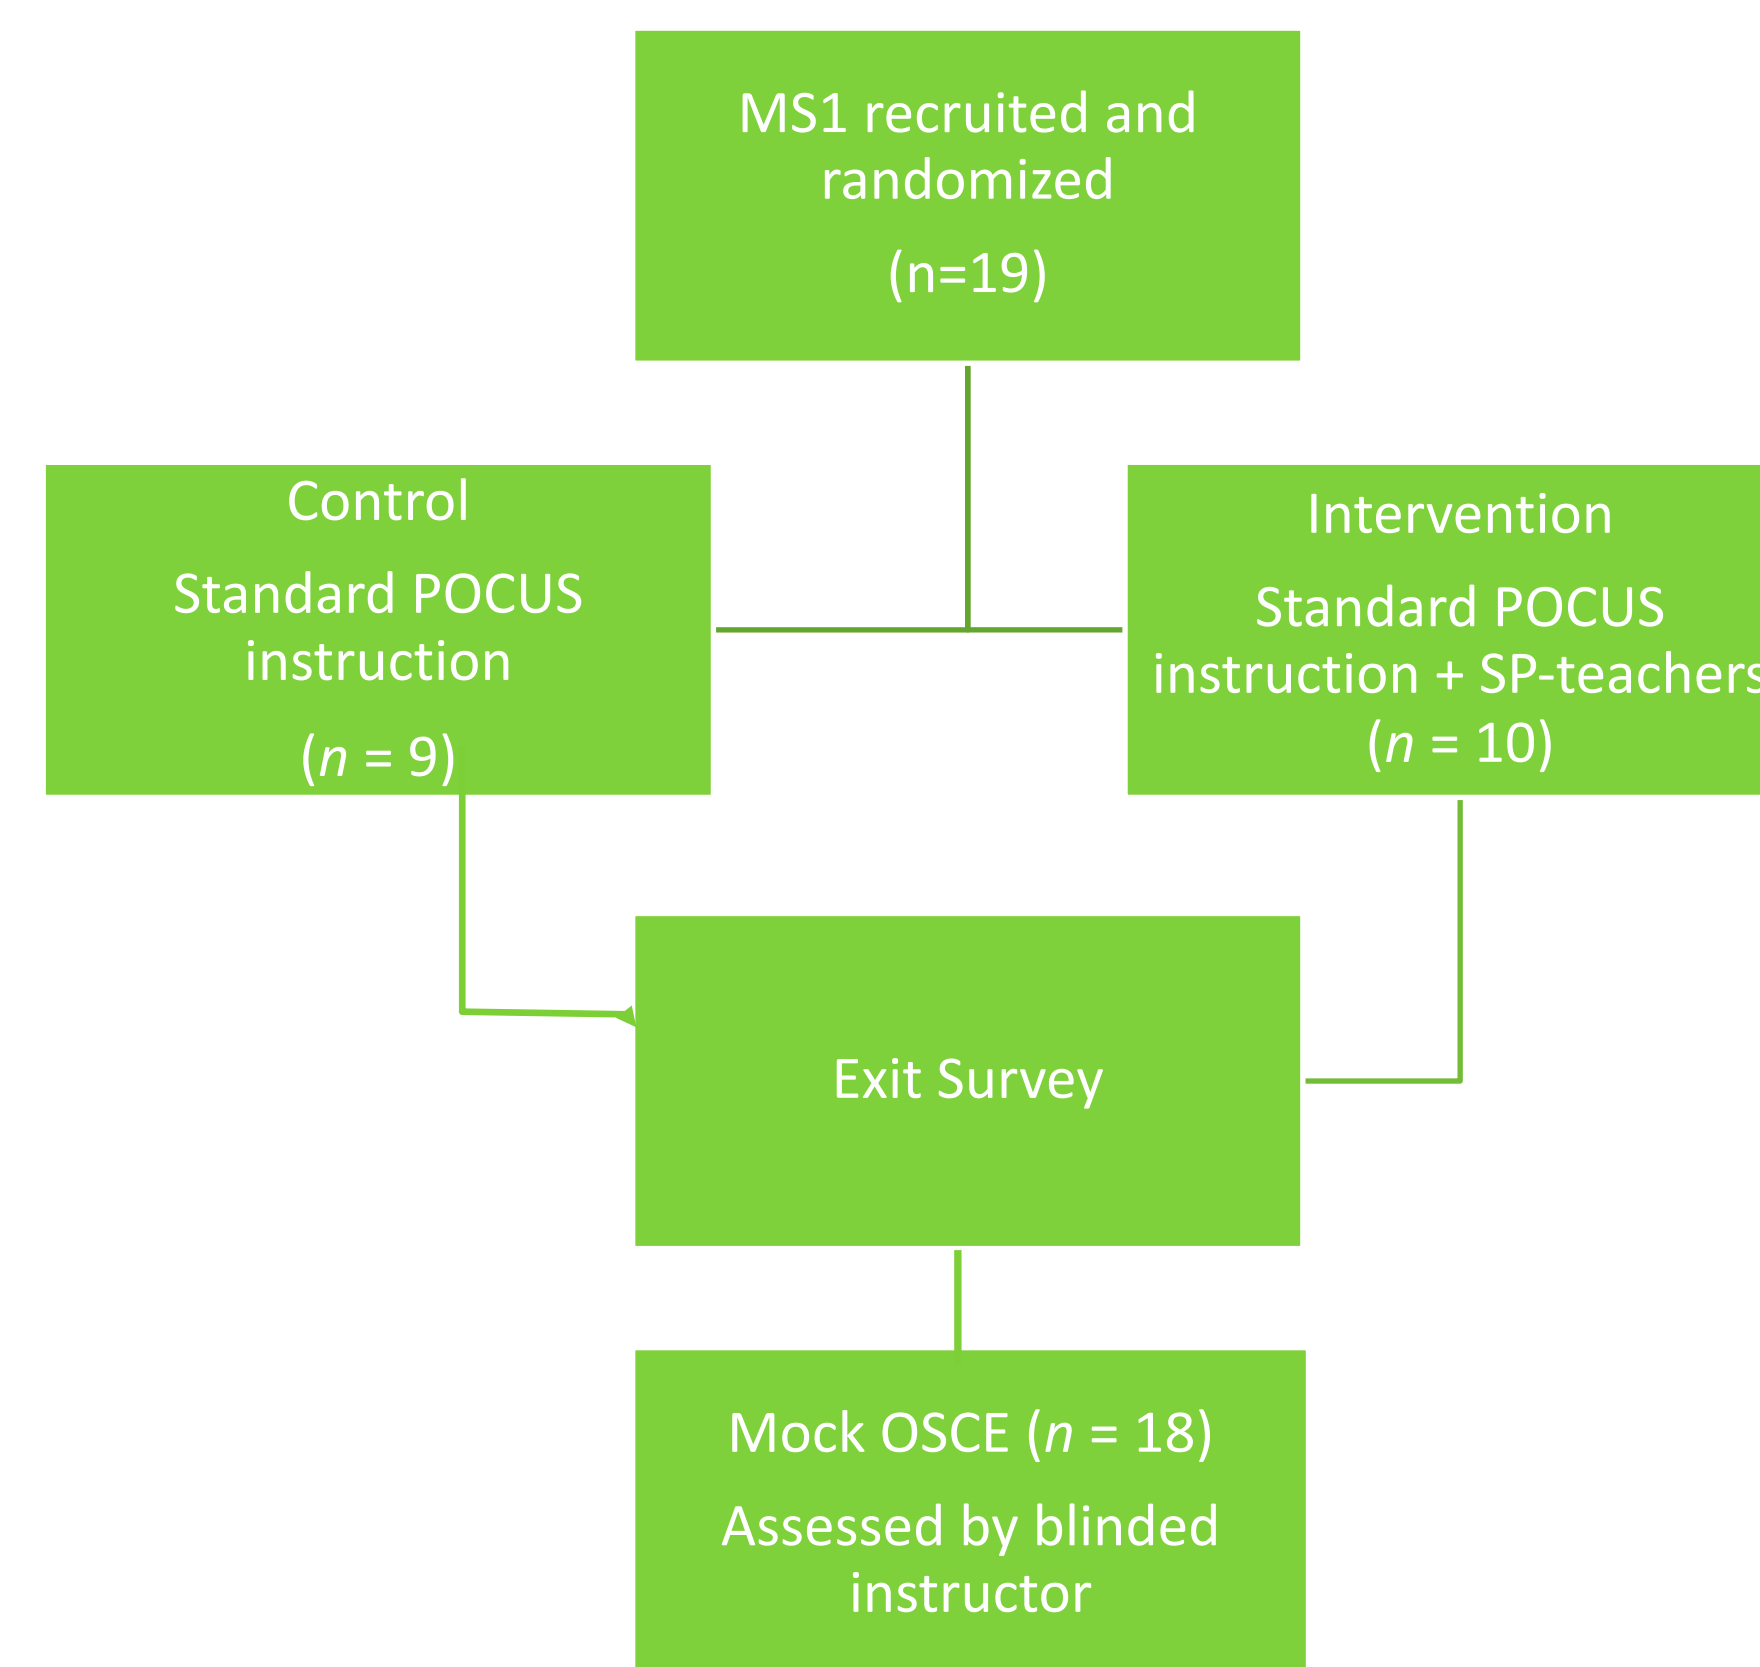 MS1 recruited and
randomized
(n=19)
Control
Standard POCUS
instruction
(n = 9)
Intervention
Standard POCUS
instruction + SP-teachers
(n = 10)
Exit Survey
Mock OSCE (n = 18)
Assessed by blinded
instructor